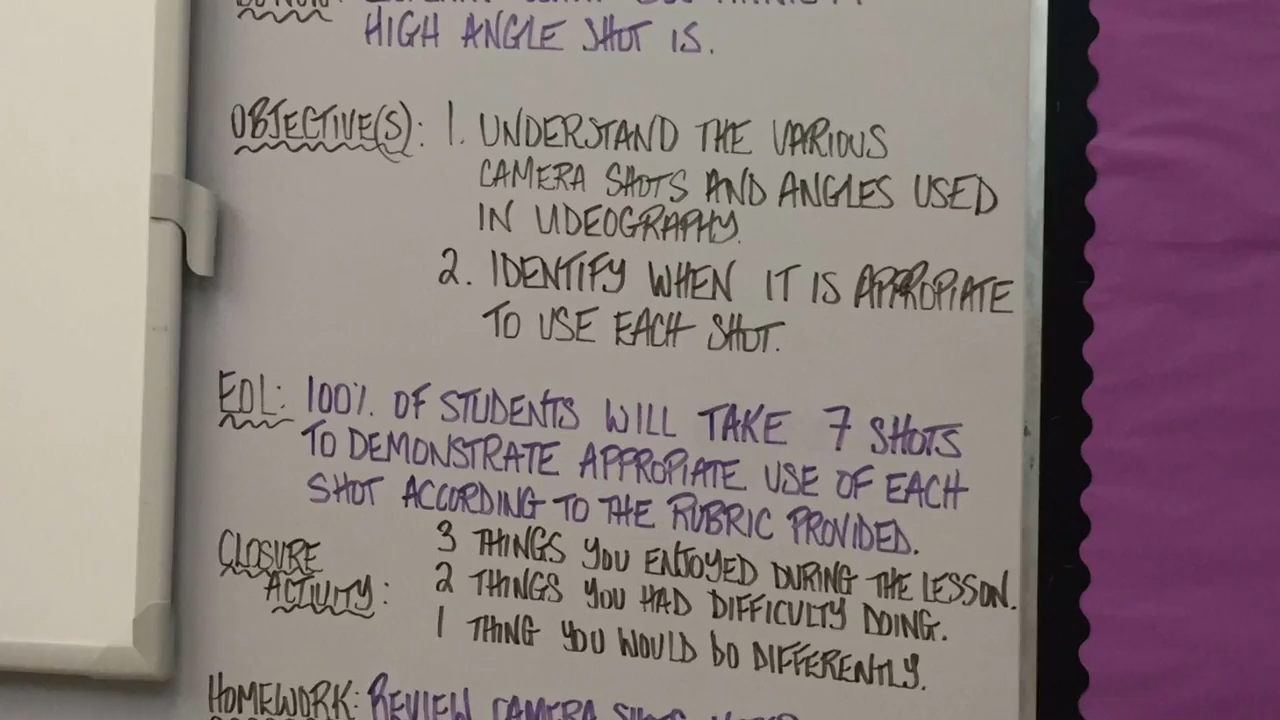 HIGH ANGLE SHOT IS.
OBJECTIVE(S): 1. UNDERSTAND THE VARIOUS
CAMERA SHOTS AND ANGLES USED
IN VIDEOGRAPHY.
2. IDENTIFY WHEN IT IS APPROPIATE
TO USE EACH SHOT.
EOL: 100% OF STUDENTS WILL TAKE 7 SHOTS
TO DEMONSTRATE APPROPIATE USE OF EACH
SHOT ACCORDING TO THE RUBRIC PROVIDED.
CLOSURE 3 THINGS YOU ENJOYED DURING THE LESSON.
ACTIVITY: 2 THINGS YOU HAD DIFFICULTY DOING.
1 THING YOU WOULD DO DIFFERENTLY.
HOMEWORK: REVIEW CAMERA SHOTS